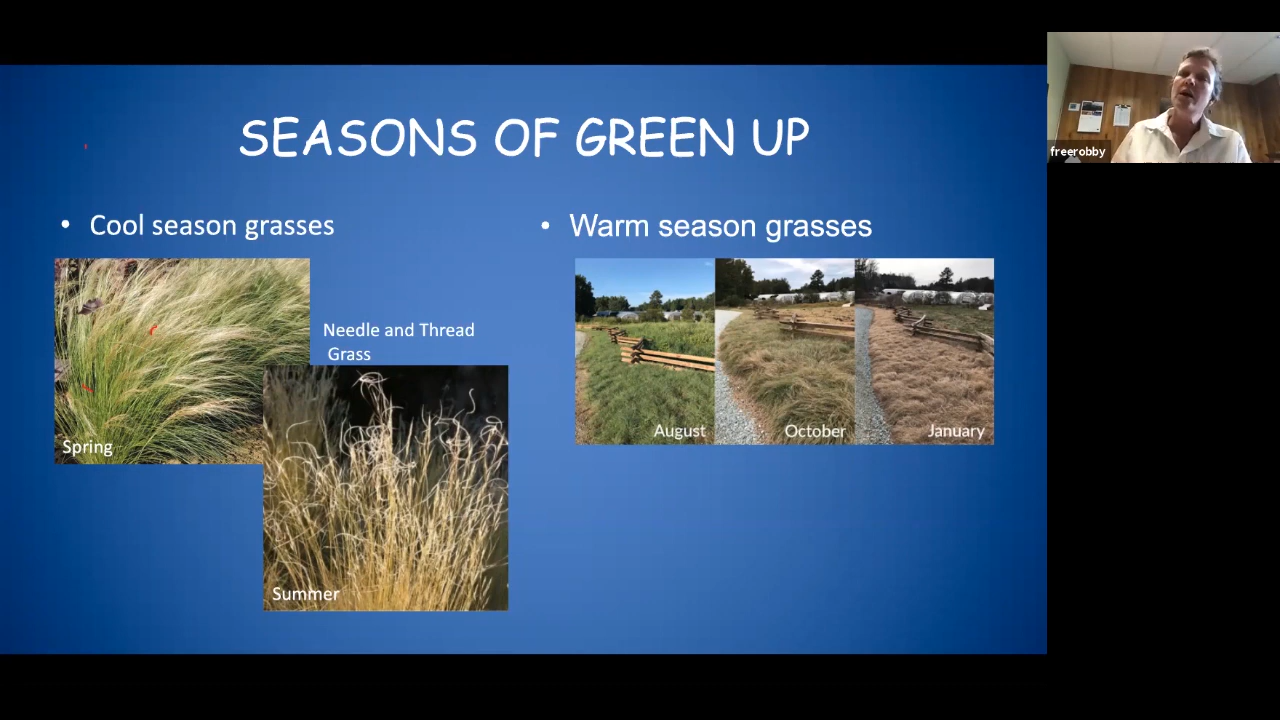 SEASONS OF GREEN UP
freerobby
• Cool season grasses
Needle and Thread
Grass
Spring
Summer
• Warm season grasses
August
October
January